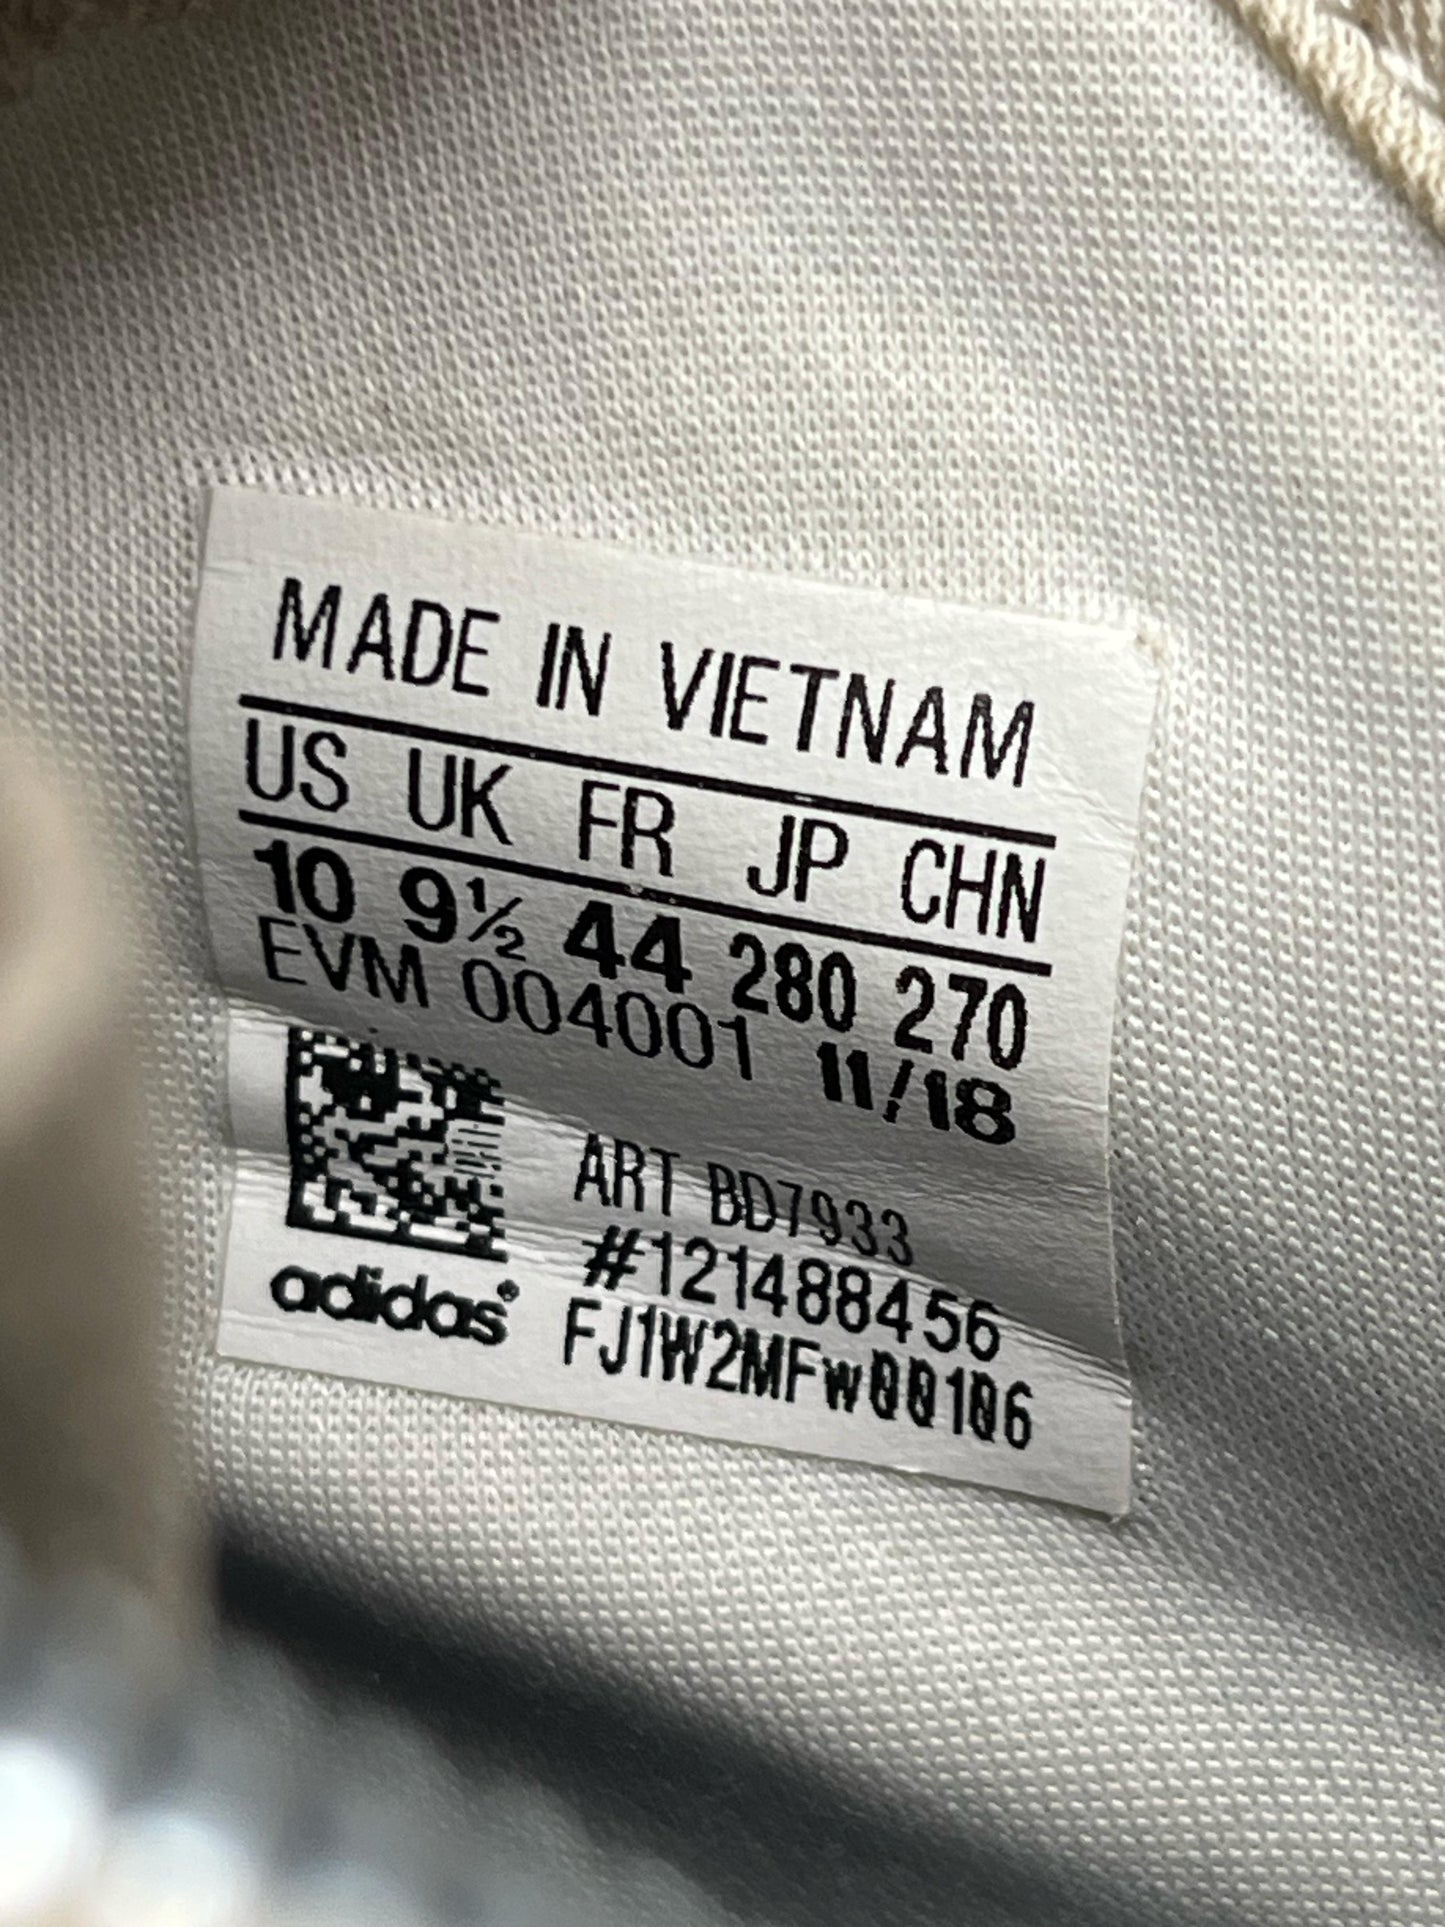 MADE IN VIETNAM
US UK FR JP CHN
10 9½ 44 280 270
EVM 004001 11/18
ART BD7933
#121488456
adidas® FJ1W2MFw00106